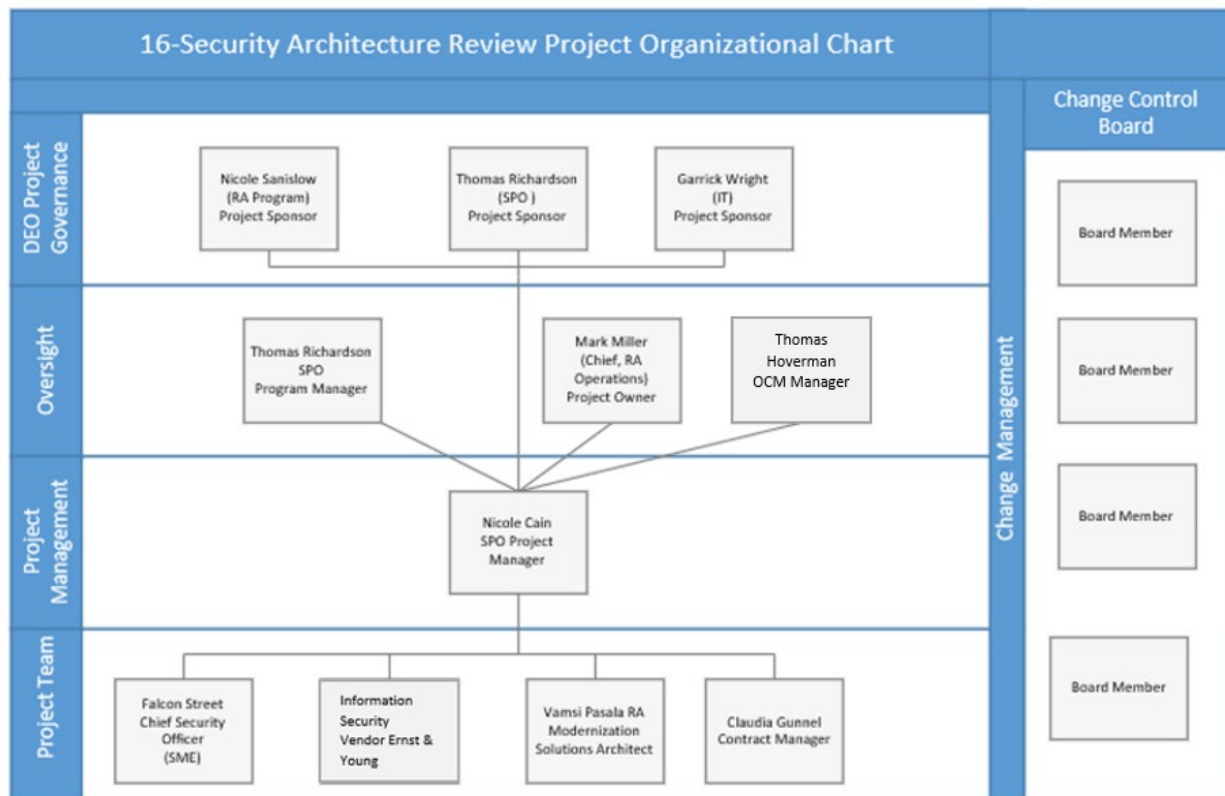 16-Security Architecture Review Project Organizational Chart
Change Control
Board
DEO Project
Governance
Nicole Sanislow
(RA Program)
Project Sponsor
Thomas Richardson
(SPO )
Project Sponsor
Garrick Wright
(IT)
Project Sponsor
Board Member
Oversight
Thomas Richardson
SPO
Program Manager
Mark Miller
(Chief, RA
Operations)
Project Owner
Thomas
Hoverman
OCM Manager
Change Management
Board Member
Project
Management
Nicole Cain
SPO Project
Manager
Board Member
Project Team
Falcon Street
Chief Security
Officer
(SME)
Information
Security
Vendor Ernst &
Young
Vamsi Pasala RA
Modernization
Solutions Architect
Claudia Gunnel
Contract Manager
Board Member